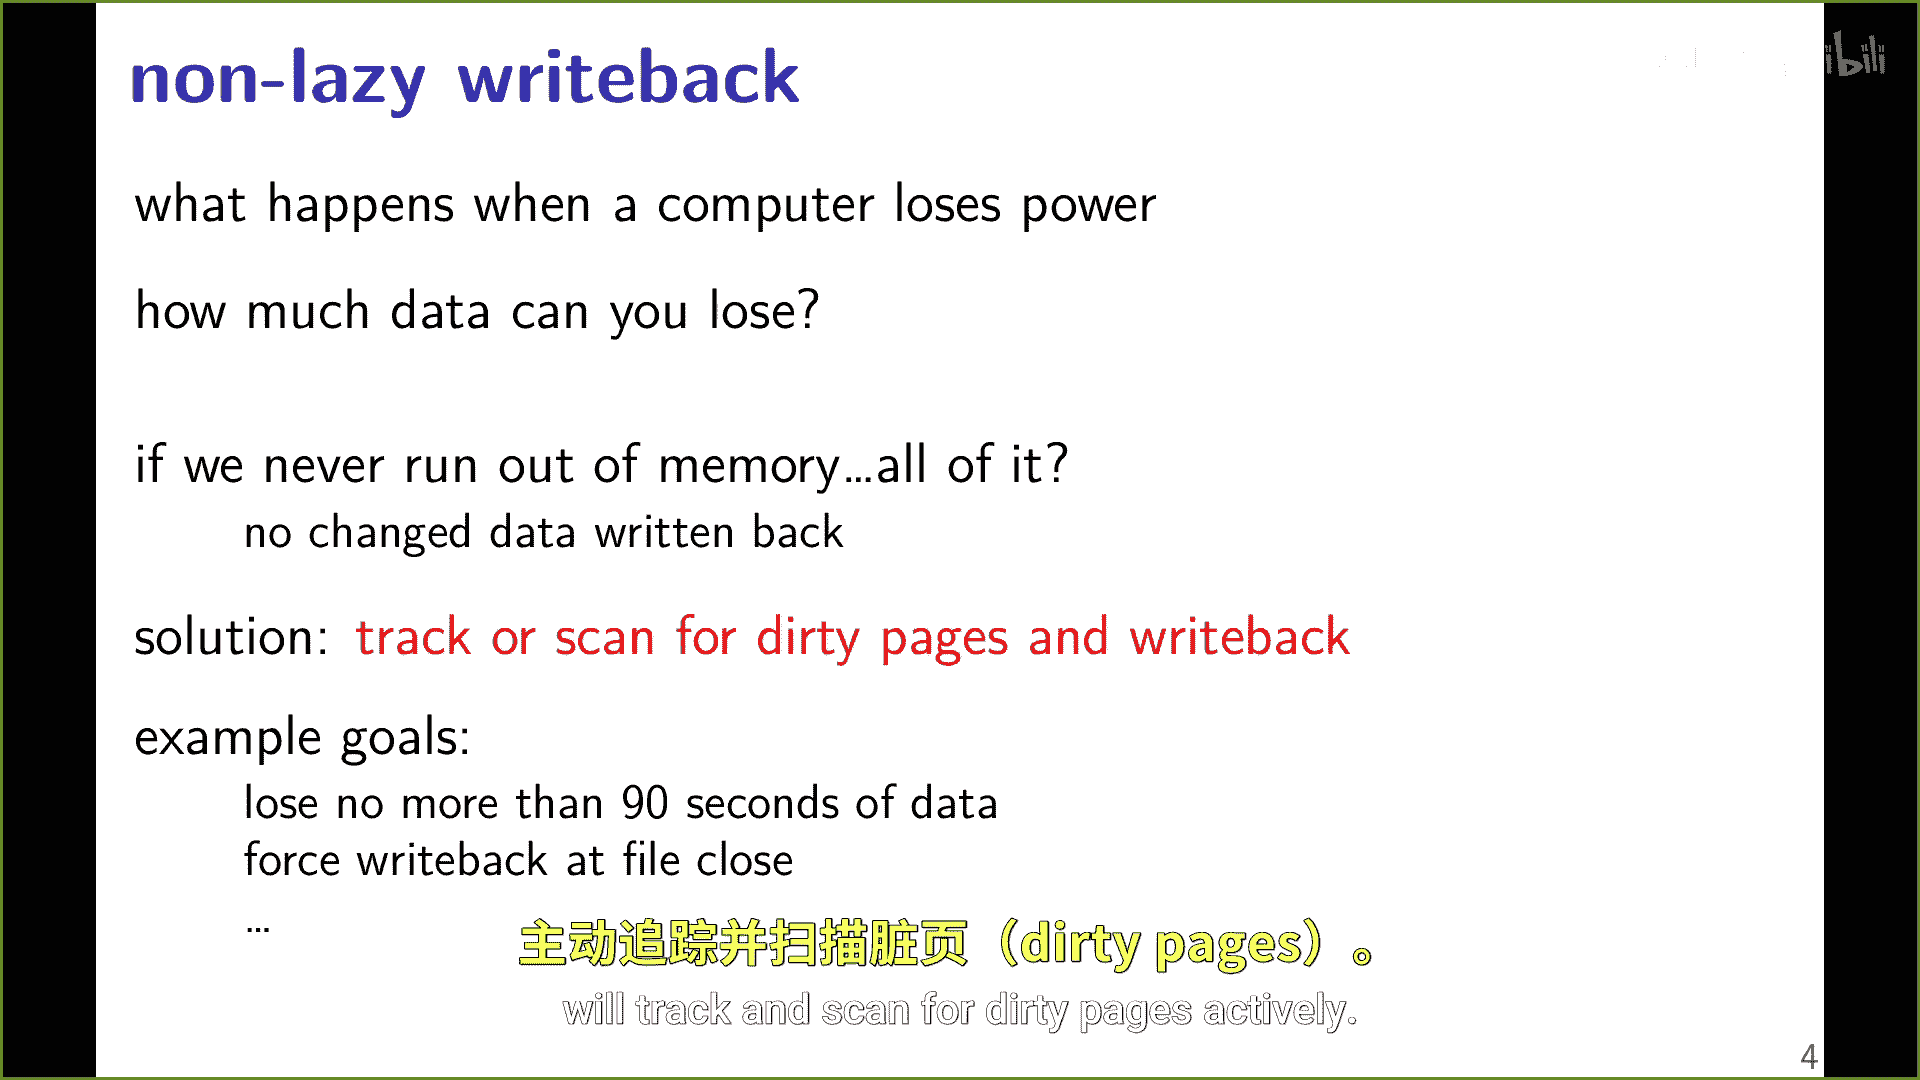 non-lazy writeback
what happens when a computer loses power
how much data can you lose?
if we never run out of memory…all of it?
no changed data written back
solution: track or scan for dirty pages and writeback
example goals:
lose no more than 90 seconds of data
force writeback at file close
…
主动追踪并扫描脏页（dirty pages）。
will track and scan for dirty pages actively.
4